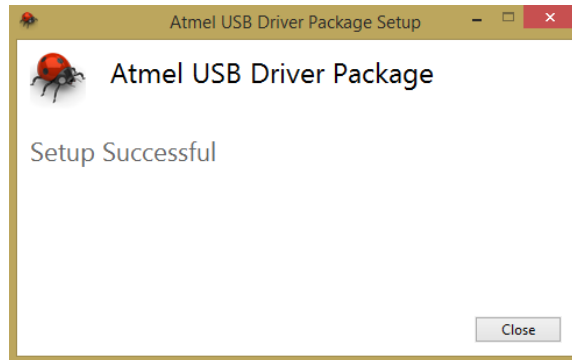 Atmel USB Driver Package Setup
Atmel USB Driver Package
Setup Successful
Close